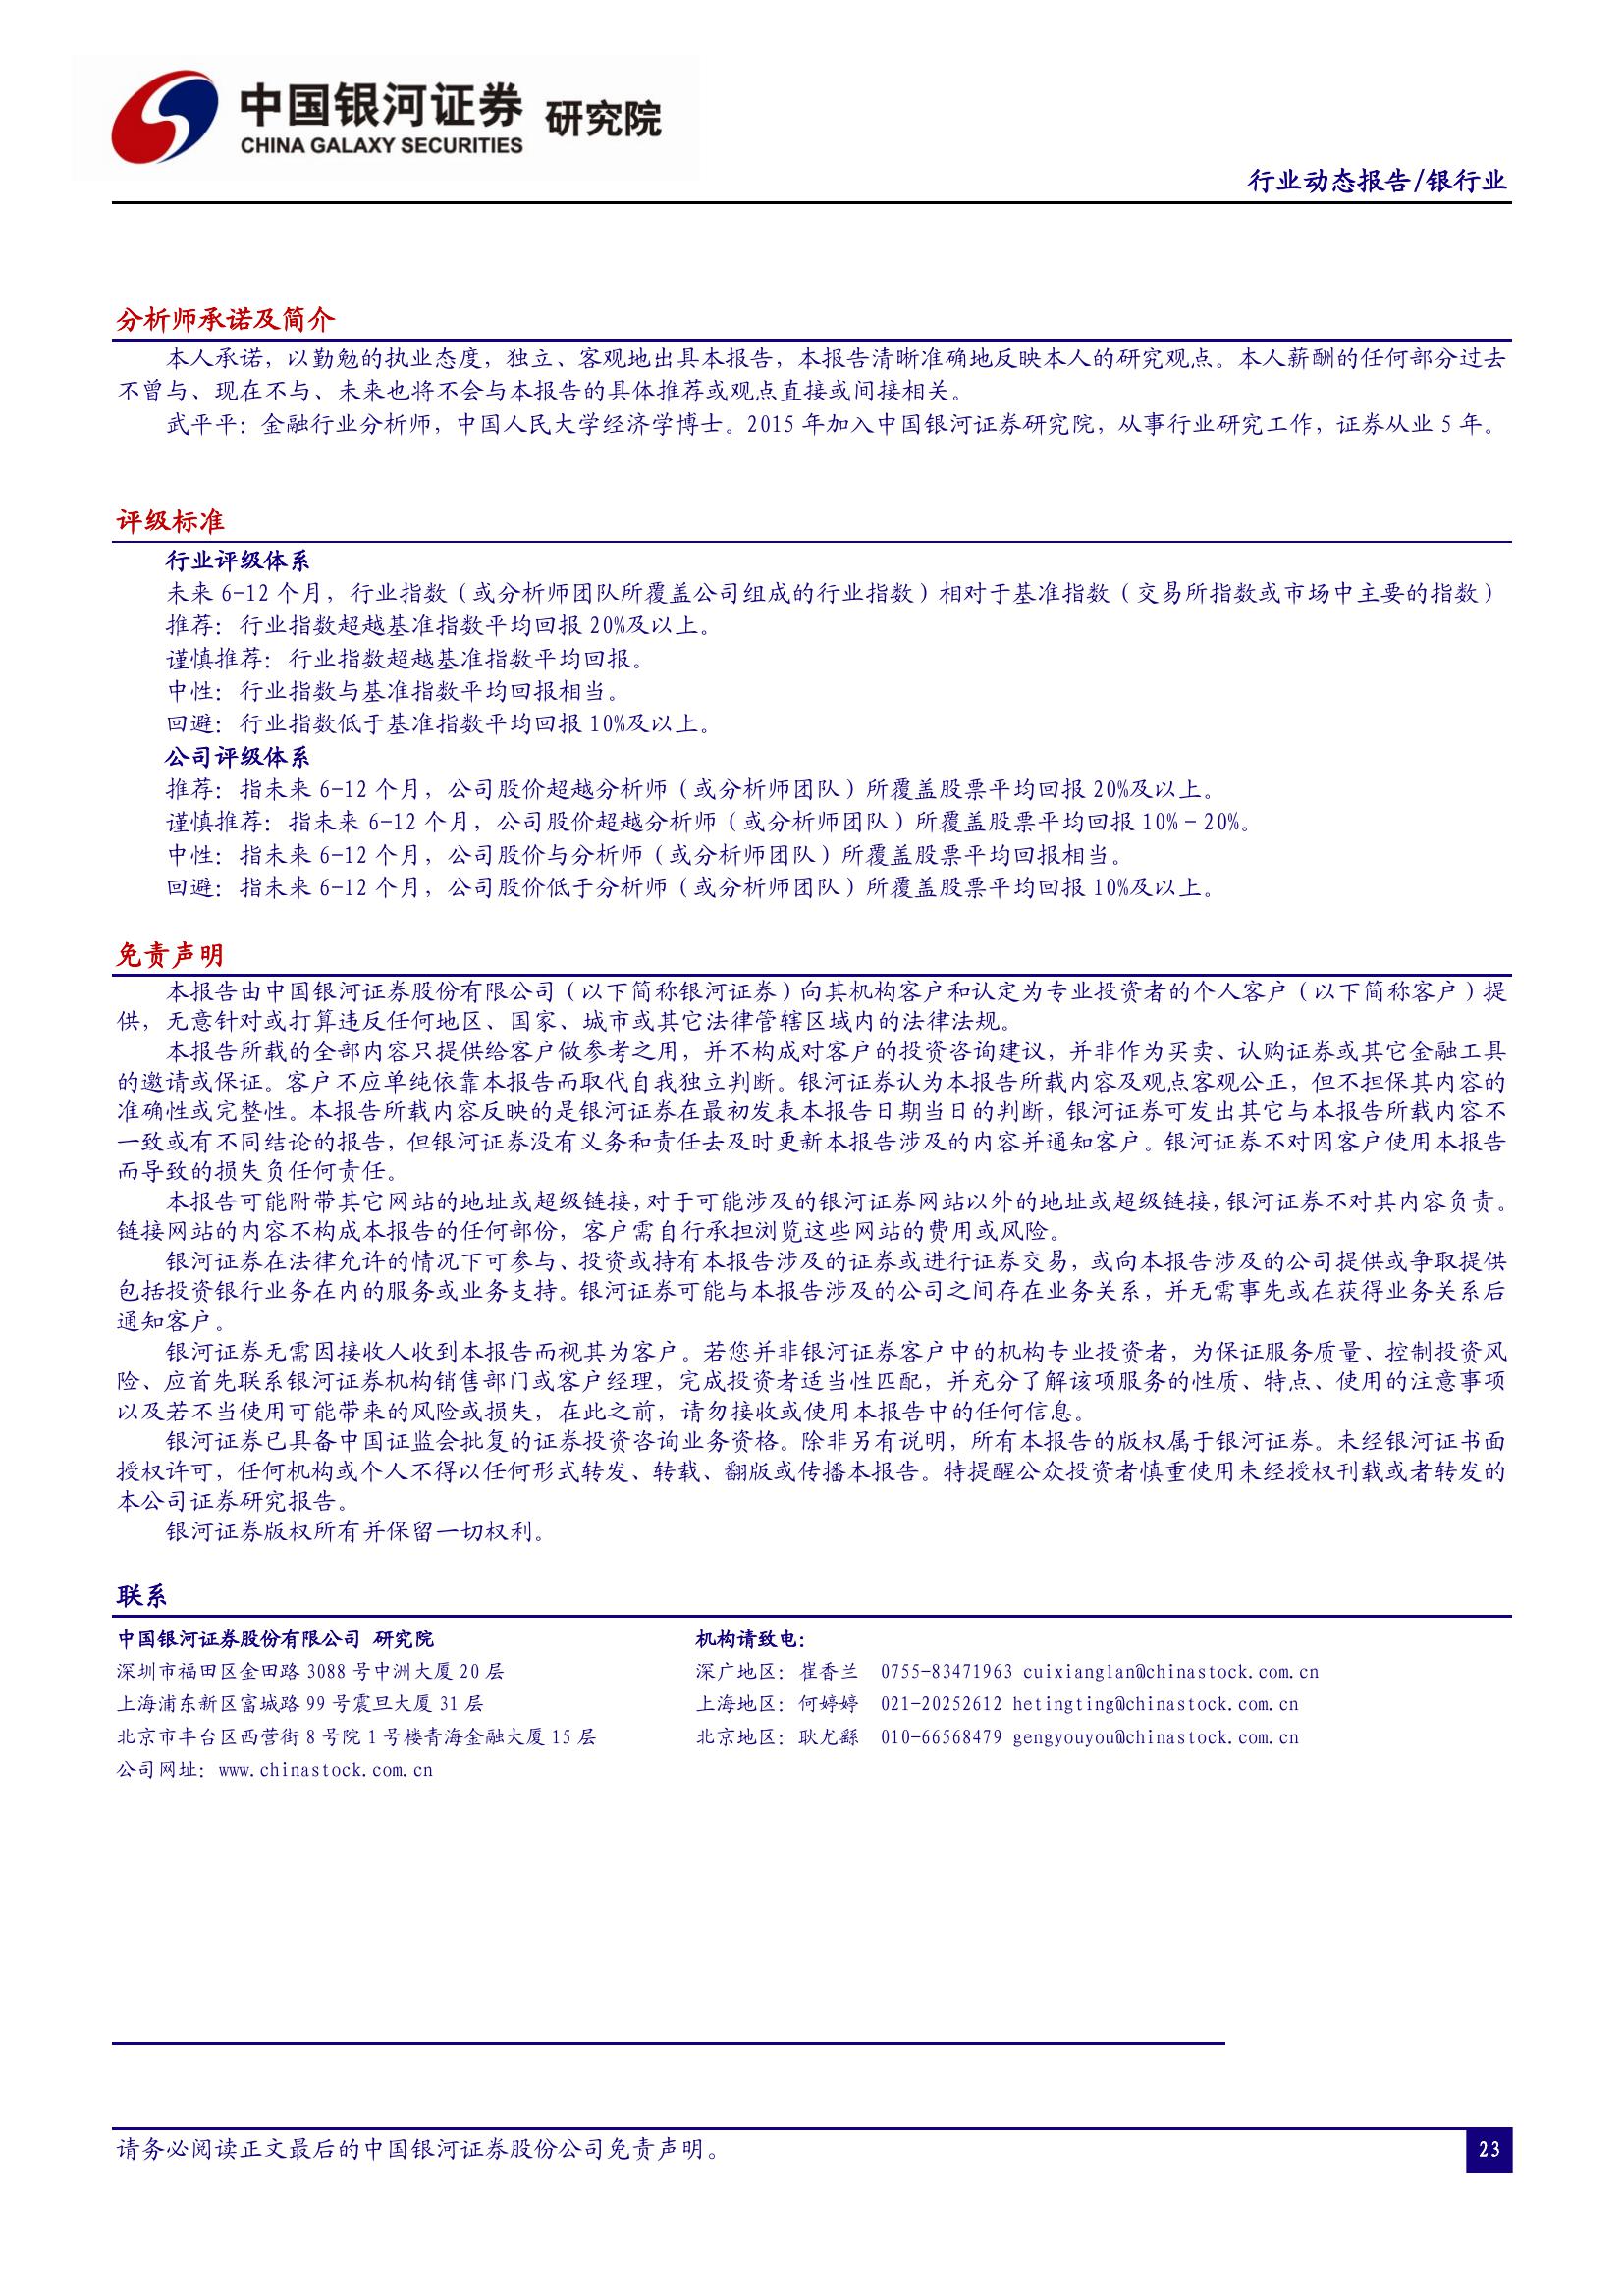 中国银河证券 研究院
CHINA GALAXY SECURITIES
行业动态报告/银行业
分析师承诺及简介
本人承诺，以勤勉的执业态度，独立、客观地出具本报告，本报告清晰准确地反映本人的研究观点。本人薪酬的任何部分过去
不曾与、现在不与、未来也将不会与本报告的具体推荐或观点直接或间接相关。
武平平：金融行业分析师，中国人民大学经济学博士。2015 年加入中国银河证券研究院，从事行业研究工作，证券从业 5 年。
评级标准
行业评级体系
未来 6-12 个月，行业指数（或分析师团队所覆盖公司组成的行业指数）相对于基准指数（交易所指数或市场中主要的指数）
推荐：行业指数超越基准指数平均回报 20%及以上。
谨慎推荐：行业指数超越基准指数平均回报。
中性：行业指数与基准指数平均回报相当。
回避：行业指数低于基准指数平均回报 10%及以上。
公司评级体系
推荐：指未来 6-12 个月，公司股价超越分析师（或分析师团队）所覆盖股票平均回报 20%及以上。
谨慎推荐：指未来 6-12 个月，公司股价超越分析师（或分析师团队）所覆盖股票平均回报 10%-20%。
中性：指未来 6-12 个月，公司股价与分析师（或分析师团队）所覆盖股票平均回报相当。
回避：指未来 6-12 个月，公司股价低于分析师（或分析师团队）所覆盖股票平均回报 10%及以上。
免责声明
本报告由中国银河证券股份有限公司（以下简称银河证券）向其机构客户和认定为专业投资者的个人客户（以下简称客户）提
供，无意针对或打算违反任何地区、国家、城市或其它法律管辖区域内的法律法规。
本报告所载的全部内容只提供给客户做参考之用，并不构成对客户的投资咨询建议，并非作为买卖、认购证券或其它金融工具
的邀请或保证。客户不应单纯依靠本报告而取代自我独立判断。银河证券认为本报告所载内容及观点客观公正，但不担保其内容的
准确性或完整性。本报告所载内容反映的是银河证券在最初发表本报告日期当日的判断，银河证券可发出其它与本报告所载内容不
一致或有不同结论的报告，但银河证券没有义务和责任去及时更新本报告涉及的内容并通知客户。银河证券不对因客户使用本报告
而导致的损失负任何责任。
本报告可能附带其它网站的地址或超级链接，对于可能涉及的银河证券网站以外的地址或超级链接，银河证券不对其内容负责。
链接网站的内容不构成本报告的任何部份，客户需自行承担浏览这些网站的费用或风险。
银河证券在法律允许的情况下可参与、投资或持有本报告涉及的证券或进行证券交易，或向本报告涉及的公司提供或争取提供
包括投资银行业务在内的服务或业务支持。银河证券可能与本报告涉及的公司之间存在业务关系，并无需事先或在获得业务关系后
通知客户。
银河证券无需因接收人收到本报告而视其为客户。若您并非银河证券客户中的机构专业投资者，为保证服务质量、控制投资风
险、应首先联系银河证券机构销售部门或客户经理，完成投资者适当性匹配，并充分了解该项服务的性质、特点、使用的注意事项
以及若不当使用可能带来的风险或损失，在此之前，请勿接收或使用本报告中的任何信息。
银河证券已具备中国证监会批复的证券投资咨询业务资格。除非另有说明，所有本报告的版权属于银河证券。未经银河证书面
授权许可，任何机构或个人不得以任何形式转发、转载、翻版或传播本报告。特提醒公众投资者慎重使用未经授权刊载或者转发的
本公司证券研究报告。
银河证券版权所有并保留一切权利。
联系
中国银河证券股份有限公司 研究院
深圳市福田区金田路 3088 号中洲大厦 20 层
上海浦东新区富城路 99 号震旦大厦 31 层
北京市丰台区西营街 8 号院 1 号楼青海金融大厦 15 层
公司网址：www.chinastock.com.cn
机构请致电：
深广地区：崔香兰 0755-83471963 cuixianglan@chinastock.com.cn
上海地区：何婷婷 021-20252612 hetingting@chinastock.com.cn
北京地区：耿尤繇 010-66568479 gengyouyou@chinastock.com.cn
请务必阅读正文最后的中国银河证券股份公司免责声明。
23